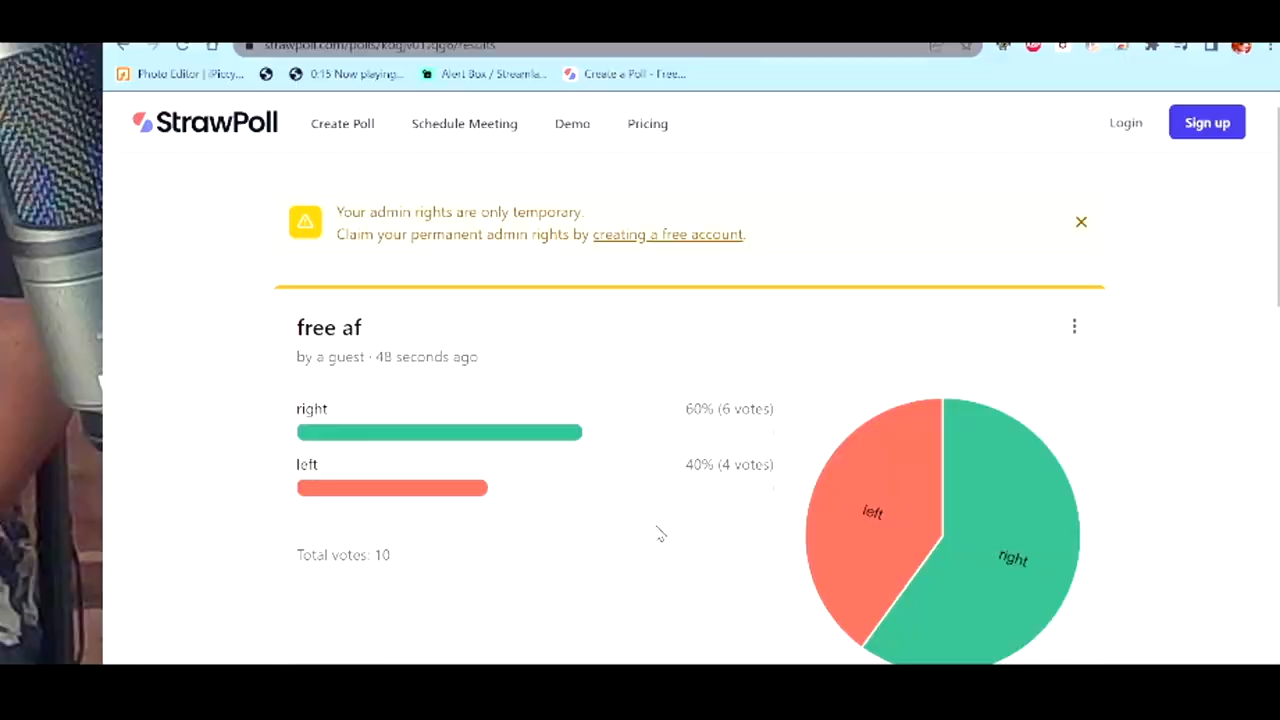 Photo Editor | iPiccy...
0:15 Now playing...
Alert Box / Streamla...
Create a Poll - Free...
StrawPoll
Create Poll
Schedule Meeting
Demo
Pricing
Login
Sign up
Your admin rights are only temporary.
Claim your permanent admin rights by creating a free account.
free af
by a guest · 48 seconds ago
right
60% (6 votes)
left
40% (4 votes)
Total votes: 10
left
right